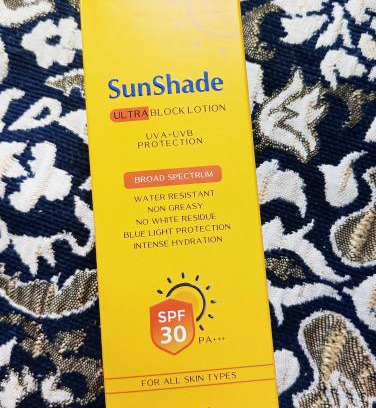 SunShade
ULTRA BLOCK LOTION
UVA+UVB
PROTECTION
BROAD SPECTRUM
WATER RESISTANT
NON GREASY
NO WHITE RESIDUE
BLUE LIGHT PROTECTION
INTENSE HYDRATION
SPF
30
PA+++
FOR ALL SKIN TYPES